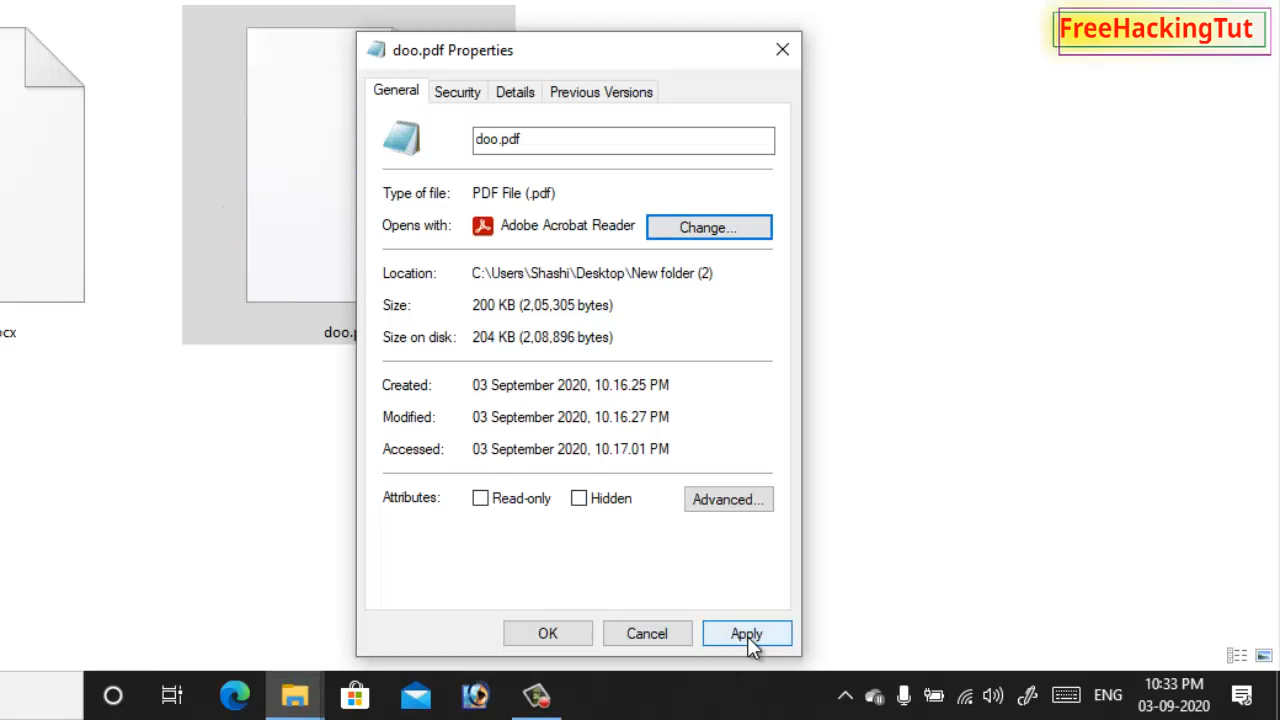 FreeHackingTut
doo.pdf Properties
General Security Details Previous Versions
doo.pdf
Type of file: PDF File (.pdf)
Opens with: Adobe Acrobat Reader Change...
Location: C:\Users\Shashi\Desktop\New folder (2)
Size: 200 KB (2,05,305 bytes)
ocx
doo.p
Size on disk: 204 KB (2,08,896 bytes)
Created: 03 September 2020, 10.16.25 PM
Modified: 03 September 2020, 10.16.27 PM
Accessed: 03 September 2020, 10.17.01 PM
Attributes: Read-only Hidden Advanced...
OK Cancel Apply
ENG
10:33 PM
03-09-2020